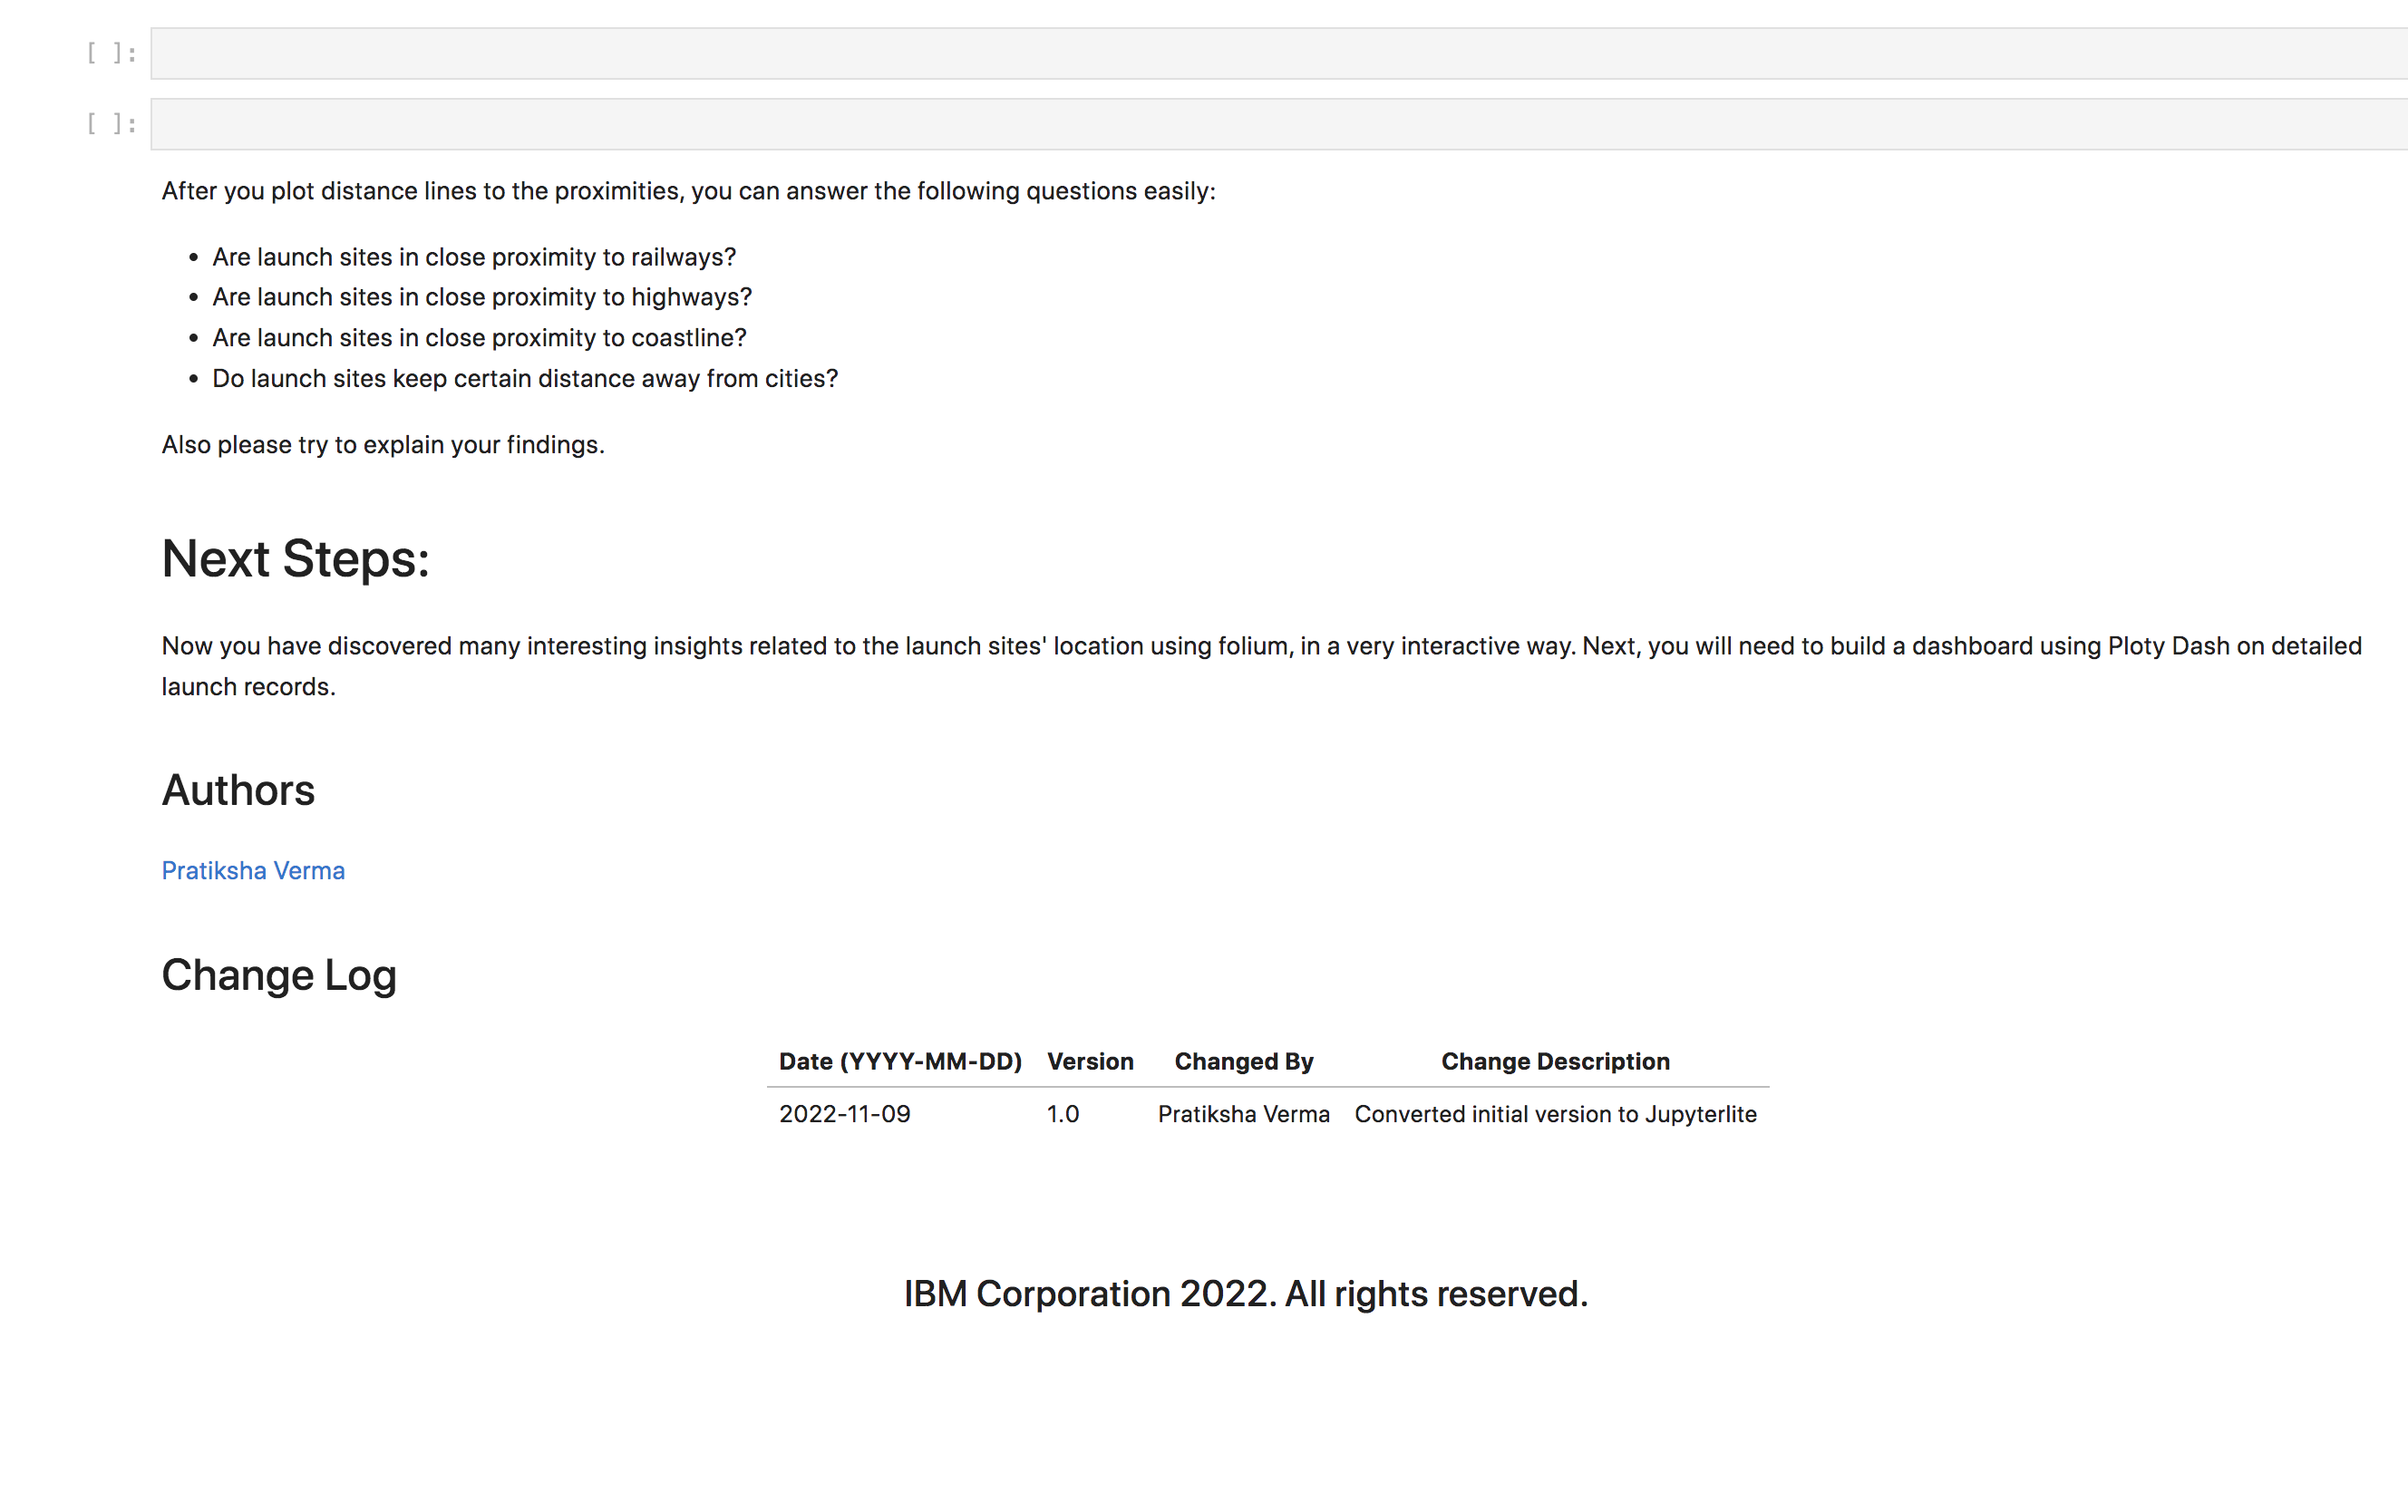 [ ]:
[ ]:
After you plot distance lines to the proximities, you can answer the following questions easily:
• Are launch sites in close proximity to railways?
• Are launch sites in close proximity to highways?
• Are launch sites in close proximity to coastline?
• Do launch sites keep certain distance away from cities?
Also please try to explain your findings.
Next Steps:
Now you have discovered many interesting insights related to the launch sites' location using folium, in a very interactive way. Next, you will need to build a dashboard using Ploty Dash on detailed
launch records.
Authors
Pratiksha Verma
Change Log
Date (YYYY-MM-DD) Version Changed By Change Description
2022-11-09 1.0 Pratiksha Verma Converted initial version to Jupyterlite
IBM Corporation 2022. All rights reserved.